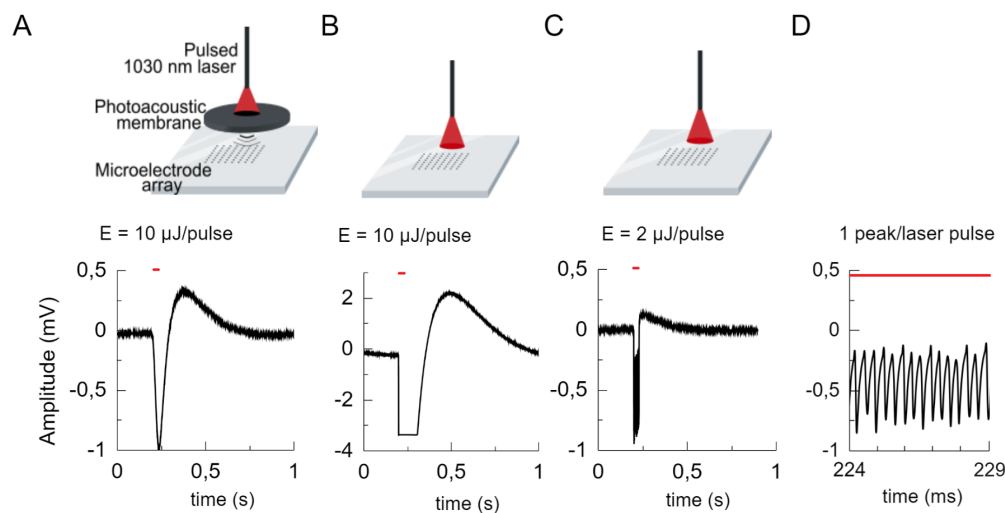 A
B
C
D
Pulsed
1030 nm laser
Photoacoustic
membrane
Microelectrode
array
E = 10 µJ/pulse
E = 10 µJ/pulse
E = 2 µJ/pulse
1 peak/laser pulse
Amplitude (mV)
0,5
0
-0,5
-1
0
0,5
1
time (s)
2
0
-2
-4
0
0,5
1
time (s)
0,5
0
-0,5
-1
0
0,5
1
time (s)
0,5
0
-0,5
-1
224
229
time (ms)